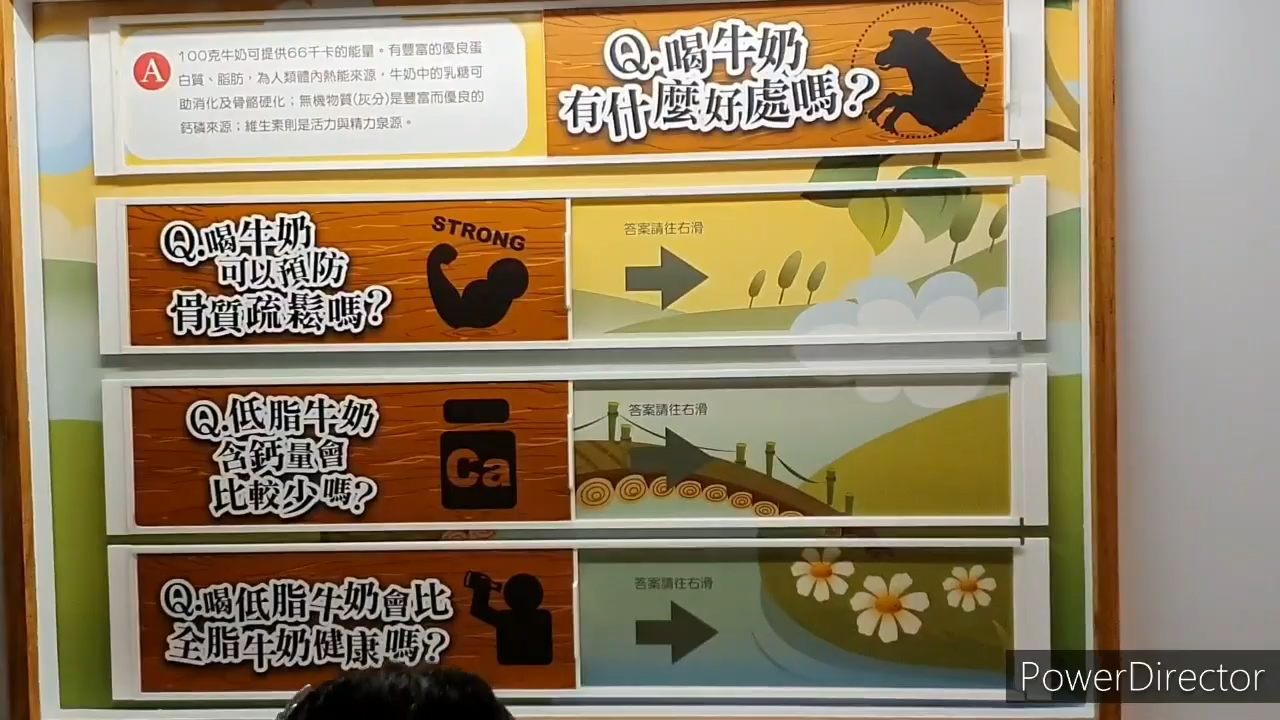 A
100克牛奶可提供66千卡的能量。有豐富的優良蛋
白質、脂肪，為人類體內熱能來源，牛奶中的乳糖可
助消化及骨骼硬化；無機物質(灰分)是豐富而優良的
鈣磷來源；維生素則是活力與精力泉源。
Q.喝牛奶
有什麼好處嗎?
Q.喝牛奶
可以預防
骨質疏鬆嗎?
STRONG
答案請往右滑
Q.低脂牛奶
含鈣量會
比較少嗎?
Ca
答案請往右滑
Q.喝低脂牛奶會比
全脂牛奶健康嗎?
答案請往右滑
PowerDirector